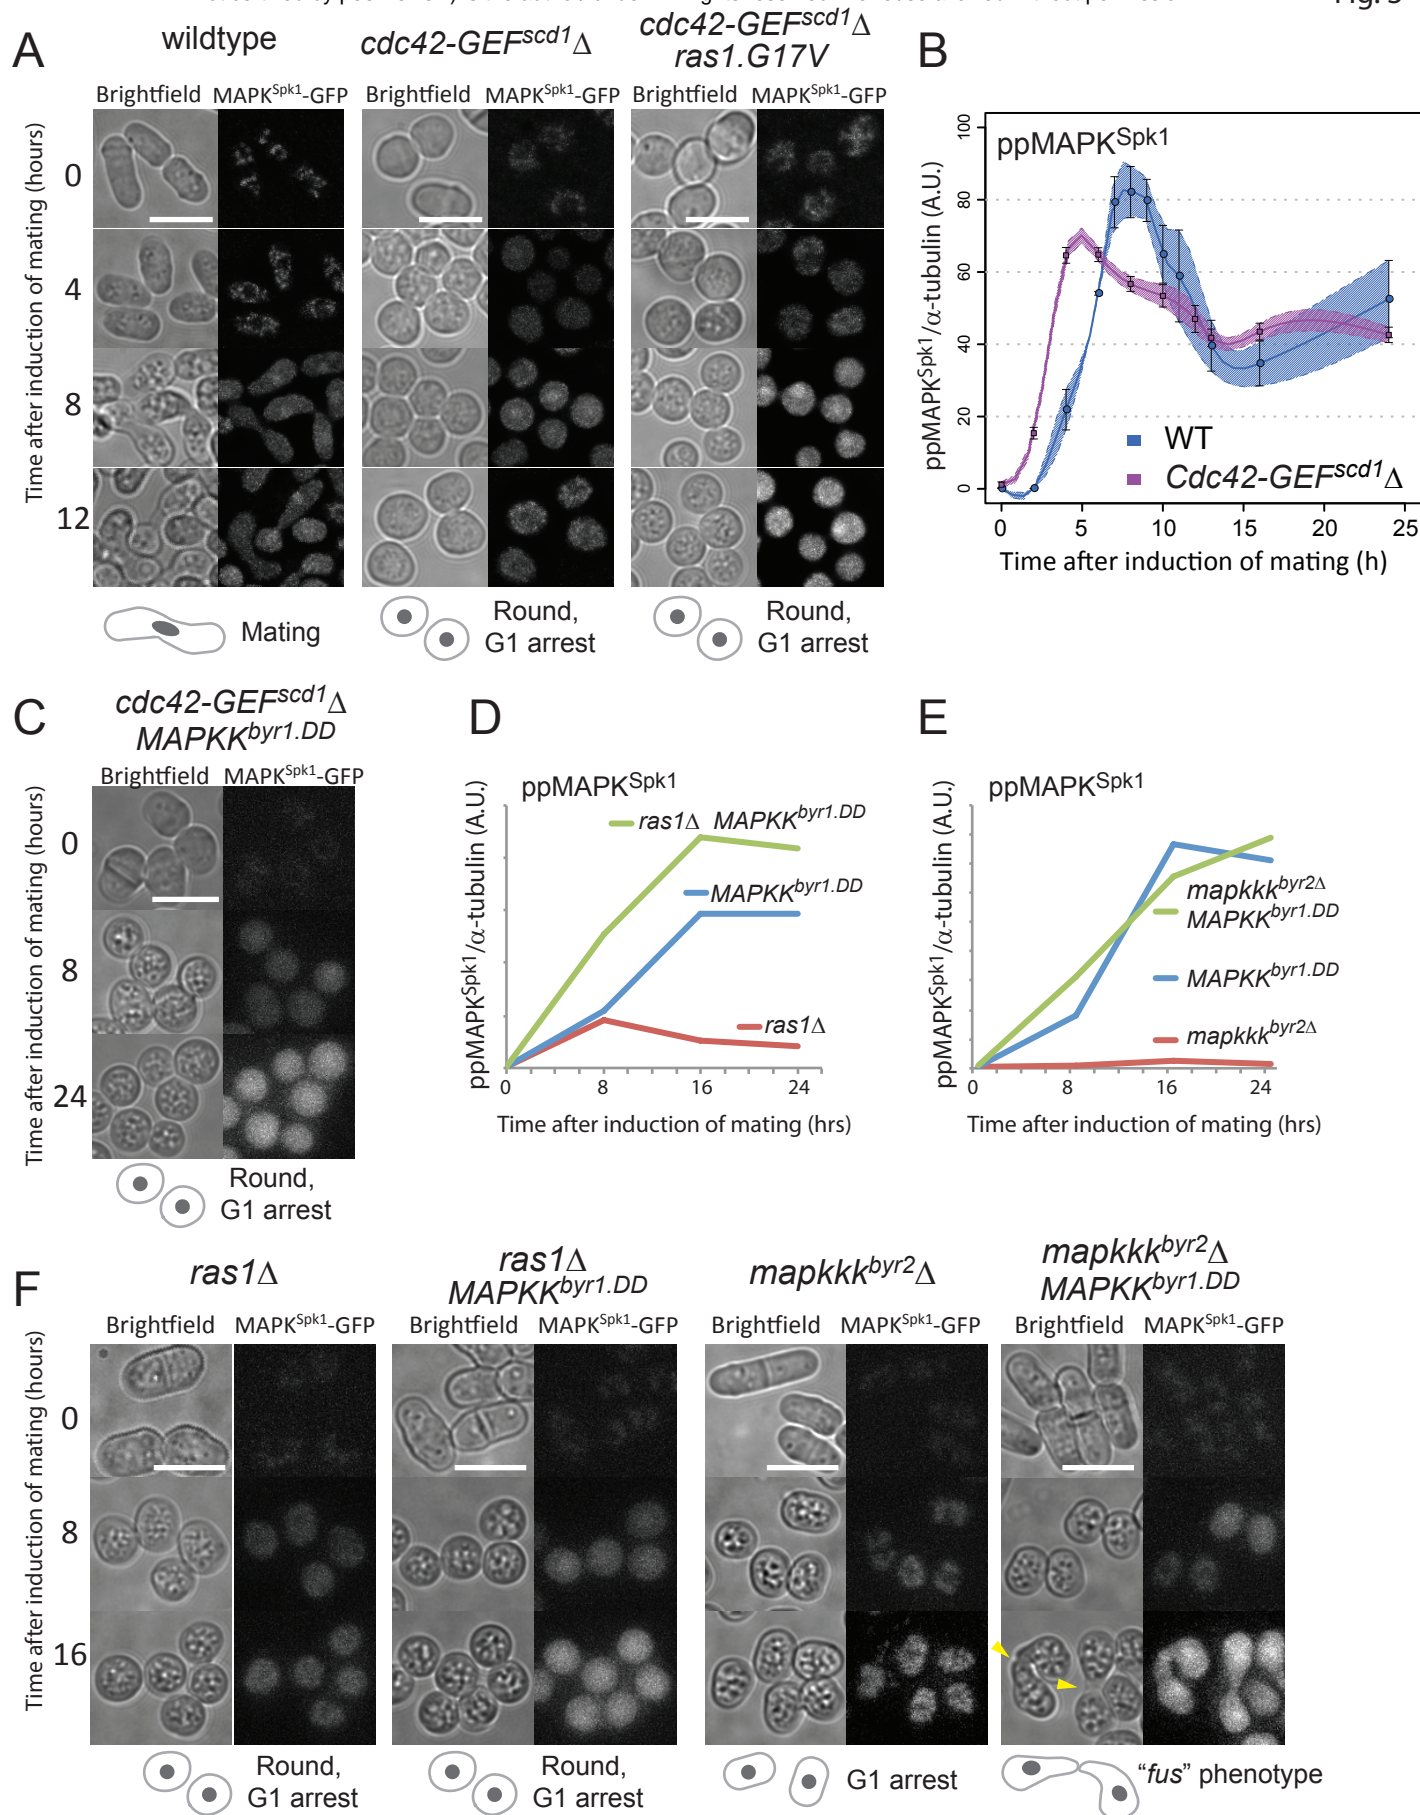 A
wildtype
cdc42-GEFscd1Δ
cdc42-GEFscd1Δ
ras1.G17V
Brightfield MAPKSpk1-GFP
Brightfield MAPKSpk1-GFP
Brightfield MAPKSpk1-GFP
Time after induction of mating (hours)
0
4
8
12
Mating
Round,
G1 arrest
Round,
G1 arrest
B
ppMAPKSpk1
ppMAPKSpk1/α-tubulin (A.U.)
100
80
60
40
20
0
WT
Cdc42-GEFscd1Δ
0 5 10 15 20 25
Time after induction of mating (h)
C
cdc42-GEFscd1Δ
MAPKKbyr1.DD
Brightfield MAPKSpk1-GFP
Time after induction of mating (hours)
0
8
24
Round,
G1 arrest
D
ppMAPKSpk1
ppMAPKSpk1/α-tubulin (A.U.)
ras1Δ MAPKKbyr1.DD
MAPKKbyr1.DD
ras1Δ
0 8 16 24
Time after induction of mating (hrs)
E
ppMAPKSpk1
ppMAPKSpk1/α-tubulin (A.U.)
mapkkkbyr2Δ
MAPKKbyr1.DD
MAPKKbyr1.DD
mapkkkbyr2Δ
0 8 16 24
Time after induction of mating (hrs)
F
ras1Δ
ras1Δ
MAPKKbyr1.DD
mapkkkbyr2Δ
mapkkkbyr2Δ
MAPKKbyr1.DD
Brightfield MAPKSpk1-GFP
Brightfield MAPKSpk1-GFP
Brightfield MAPKSpk1-GFP
Brightfield MAPKSpk1-GFP
Time after induction of mating (hours)
0
8
16
Round,
G1 arrest
Round,
G1 arrest
G1 arrest
"fus" phenotype